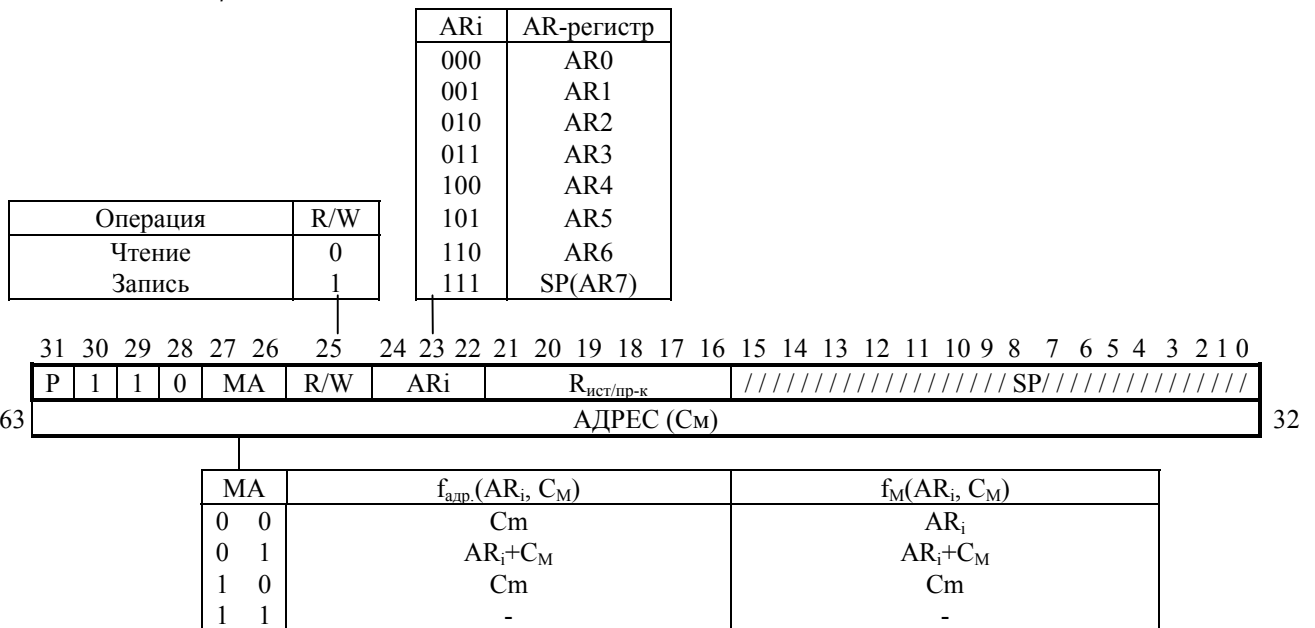 ARi AR-регистр
000 AR0
001 AR1
010 AR2
011 AR3
100 AR4
101 AR5
110 AR6
111 SP(AR7)
Операция R/W
Чтение 0
Запись 1
31 30 29 28 27 26 25 24 23 22 21 20 19 18 17 16 15 14 13 12 11 10 9 8 7 6 5 4 3 2 1 0
P 1 1 0 MA R/W ARi Rист/пр-к / / / / / / / / / / / / / / / / / / / SP/ / / / / / / / / / / / / / /
63 АДРЕС (См) 32
MA fадр.(ARi, CM) fM(ARi, CM)
0 0 Cm ARi
0 1 ARi+CM ARi+CM
1 0 Cm Cm
1 1 - -